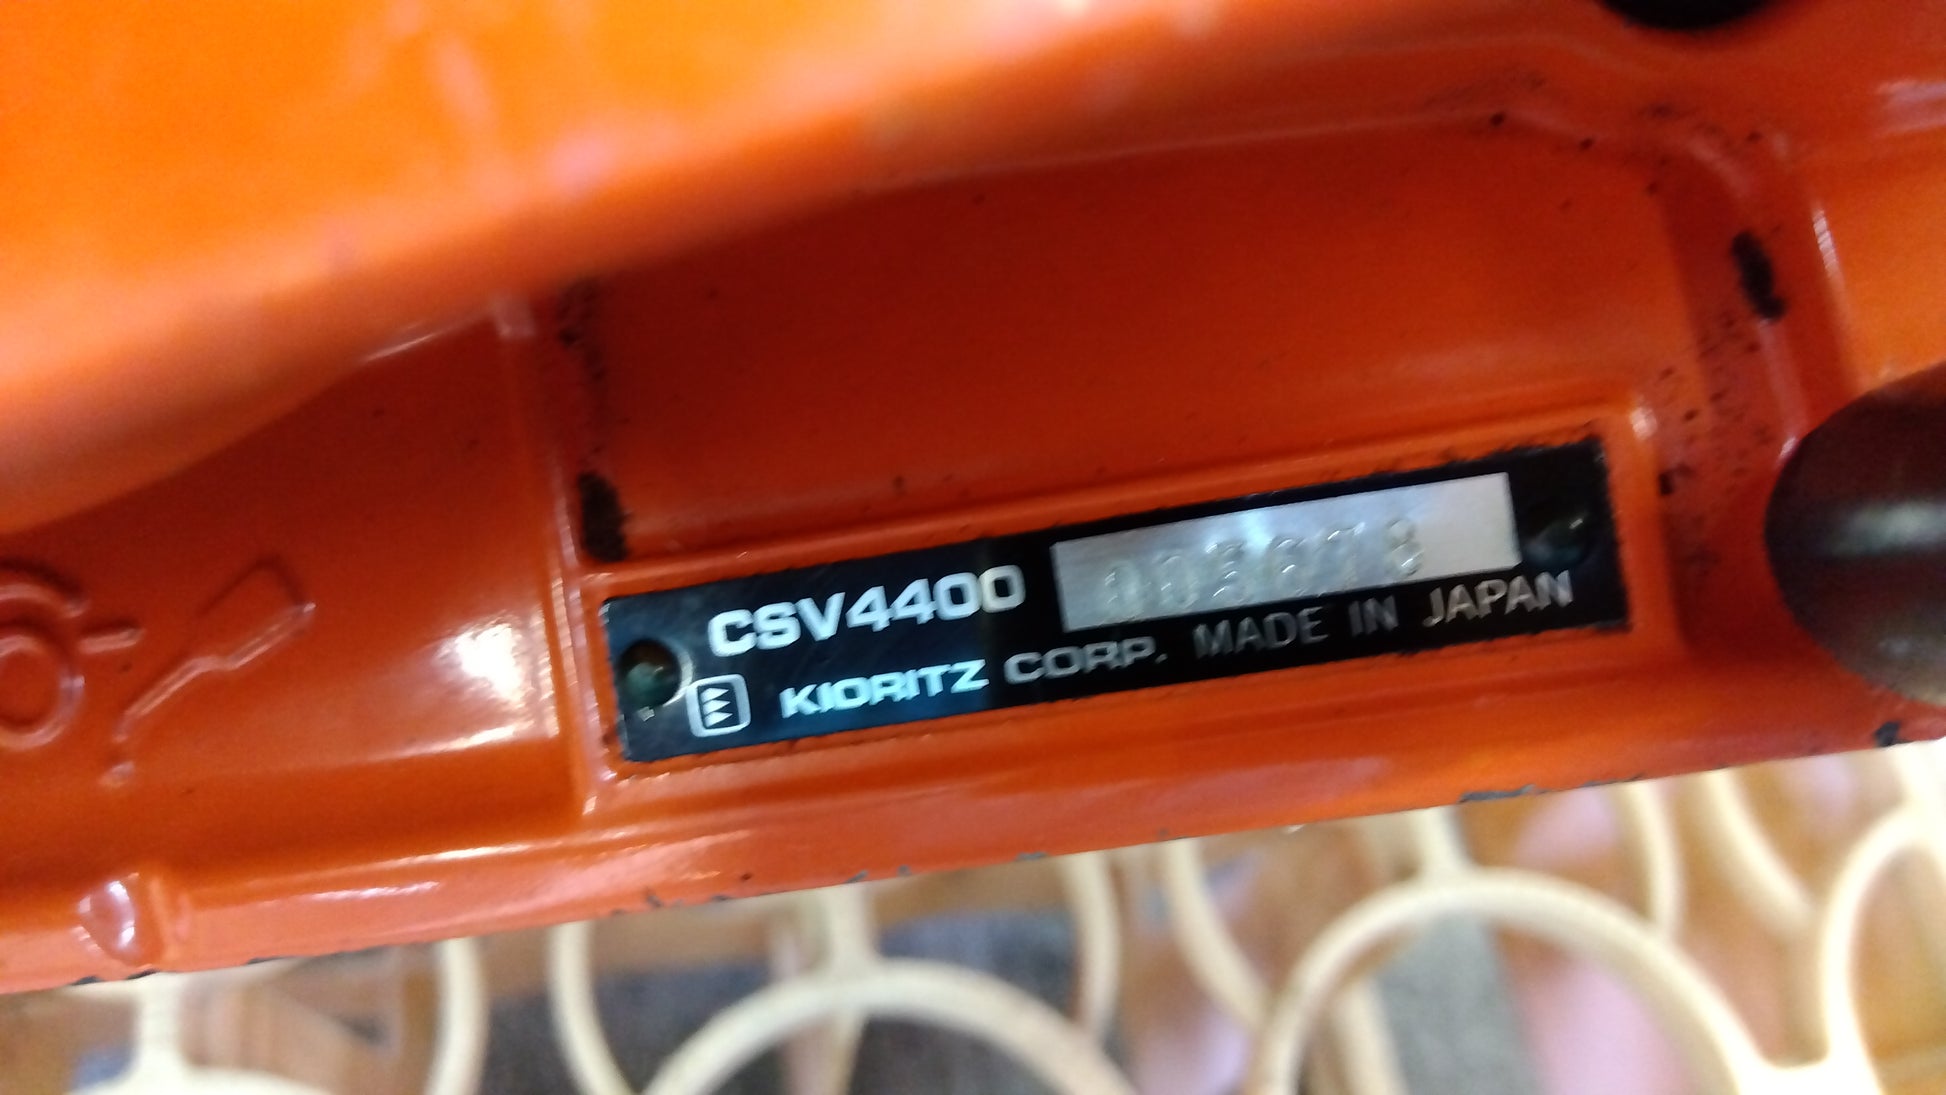 CSV4400
KIORITZ CORP. MADE IN JAPAN